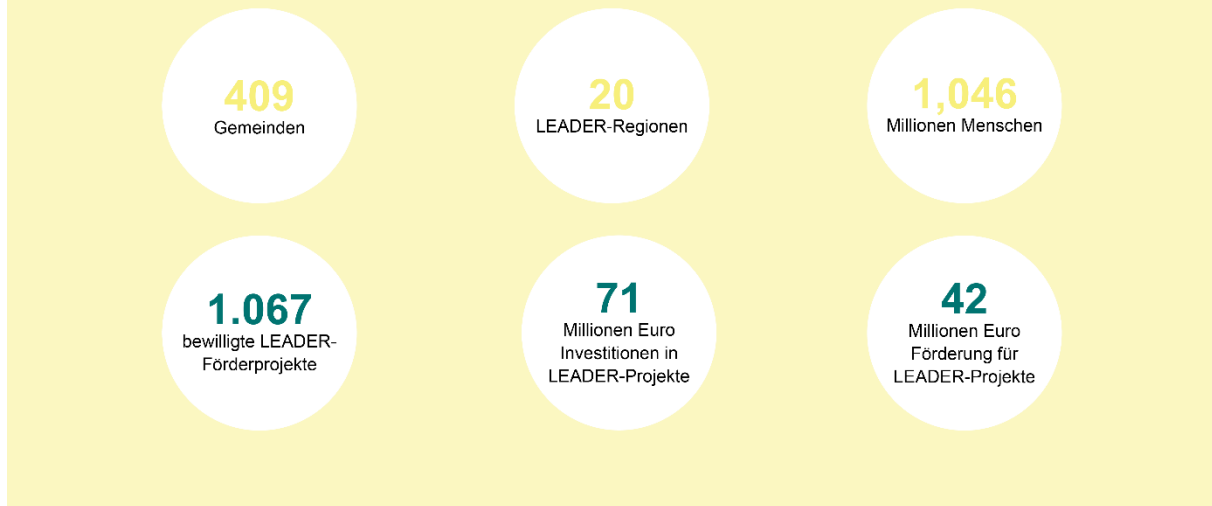 409
Gemeinden
20
LEADER-Regionen
1,046
Millionen Menschen
1.067
bewilligte LEADER-
Förderprojekte
71
Millionen Euro
Investitionen in
LEADER-Projekte
42
Millionen Euro
Förderung für
LEADER-Projekte